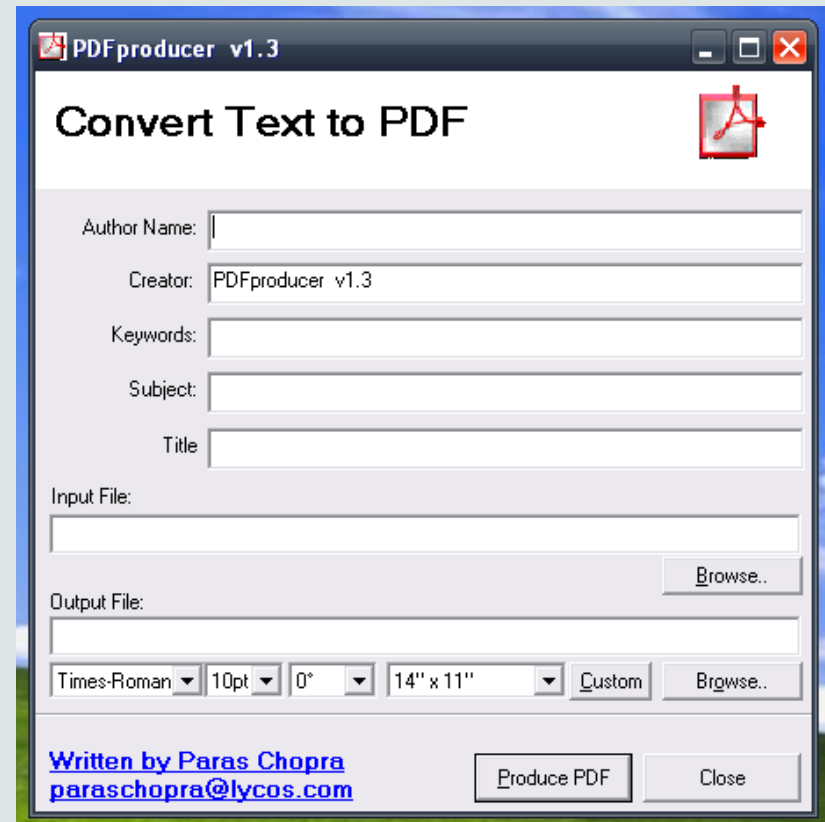 PDFproducer v1.3
Convert Text to PDF
Author Name:
Creator: PDFproducer v1.3
Keywords:
Subject:
Title
Input File:
Browse..
Output File:
Times-Roman 10pt 0° 14" x 11" Custom Browse..
Written by Paras Chopra
paraschopra@lycos.com
Produce PDF Close